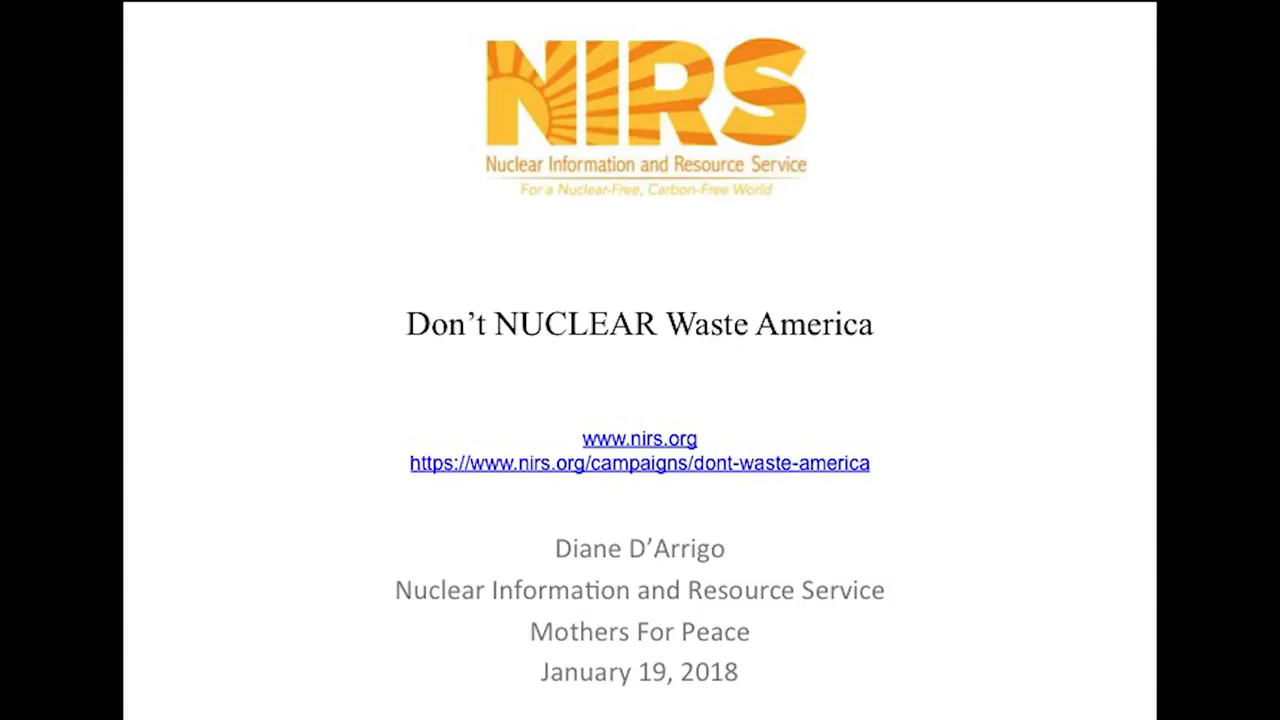 NIRS
Nuclear Information and Resource Service
For a Nuclear-Free, Carbon-Free World
Don’t NUCLEAR Waste America
www.nirs.org
https://www.nirs.org/campaigns/dont-waste-america
Diane D’Arrigo
Nuclear Information and Resource Service
Mothers For Peace
January 19, 2018